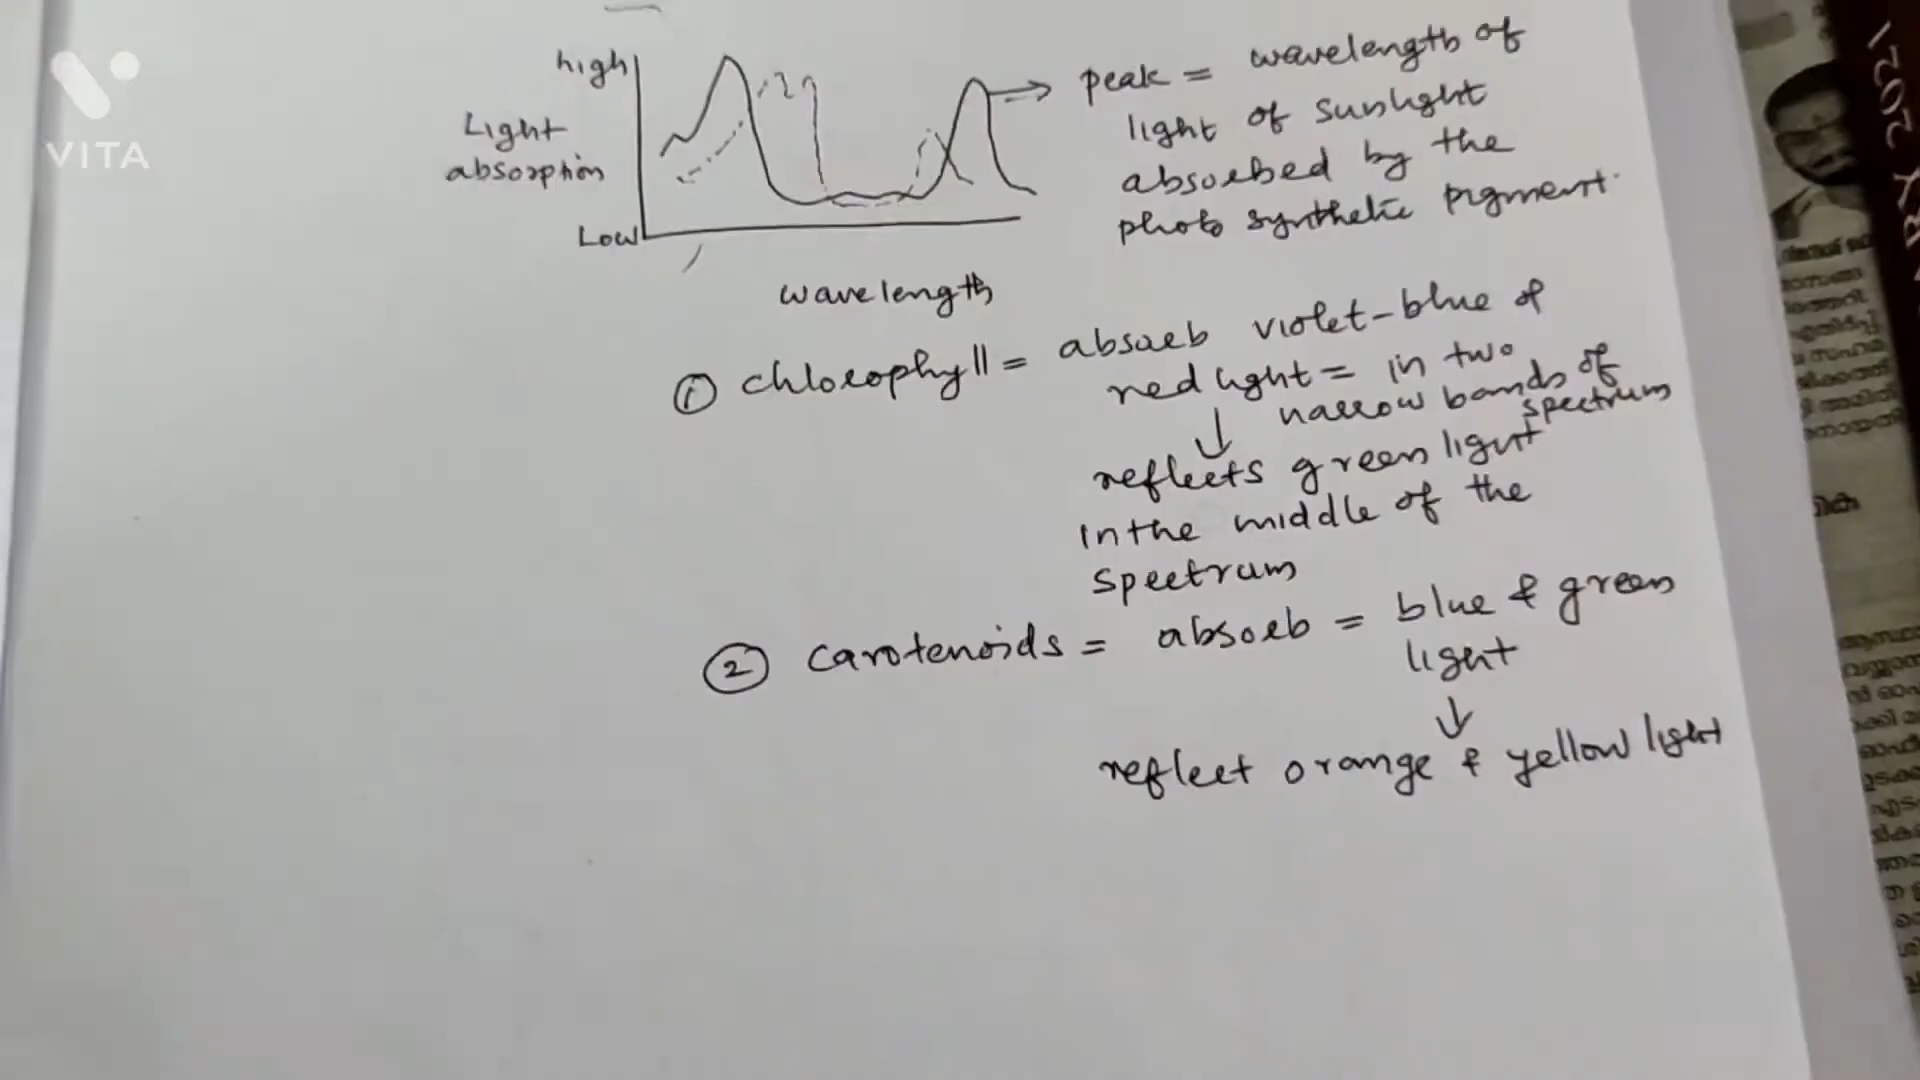 VITA
high
Light
absorption
Low
wavelength
peak = wavelength of
light of sunlight
absorbed by the
photo synthetic pigment.
① chlorophyll = absorb violet-blue &
red light = in two
narrow bands of
spectrum
↓
reflects green light
in the middle of the
spectrum
② carotenoids = absorb = blue & green
light
↓
reflect orange & yellow light
2021